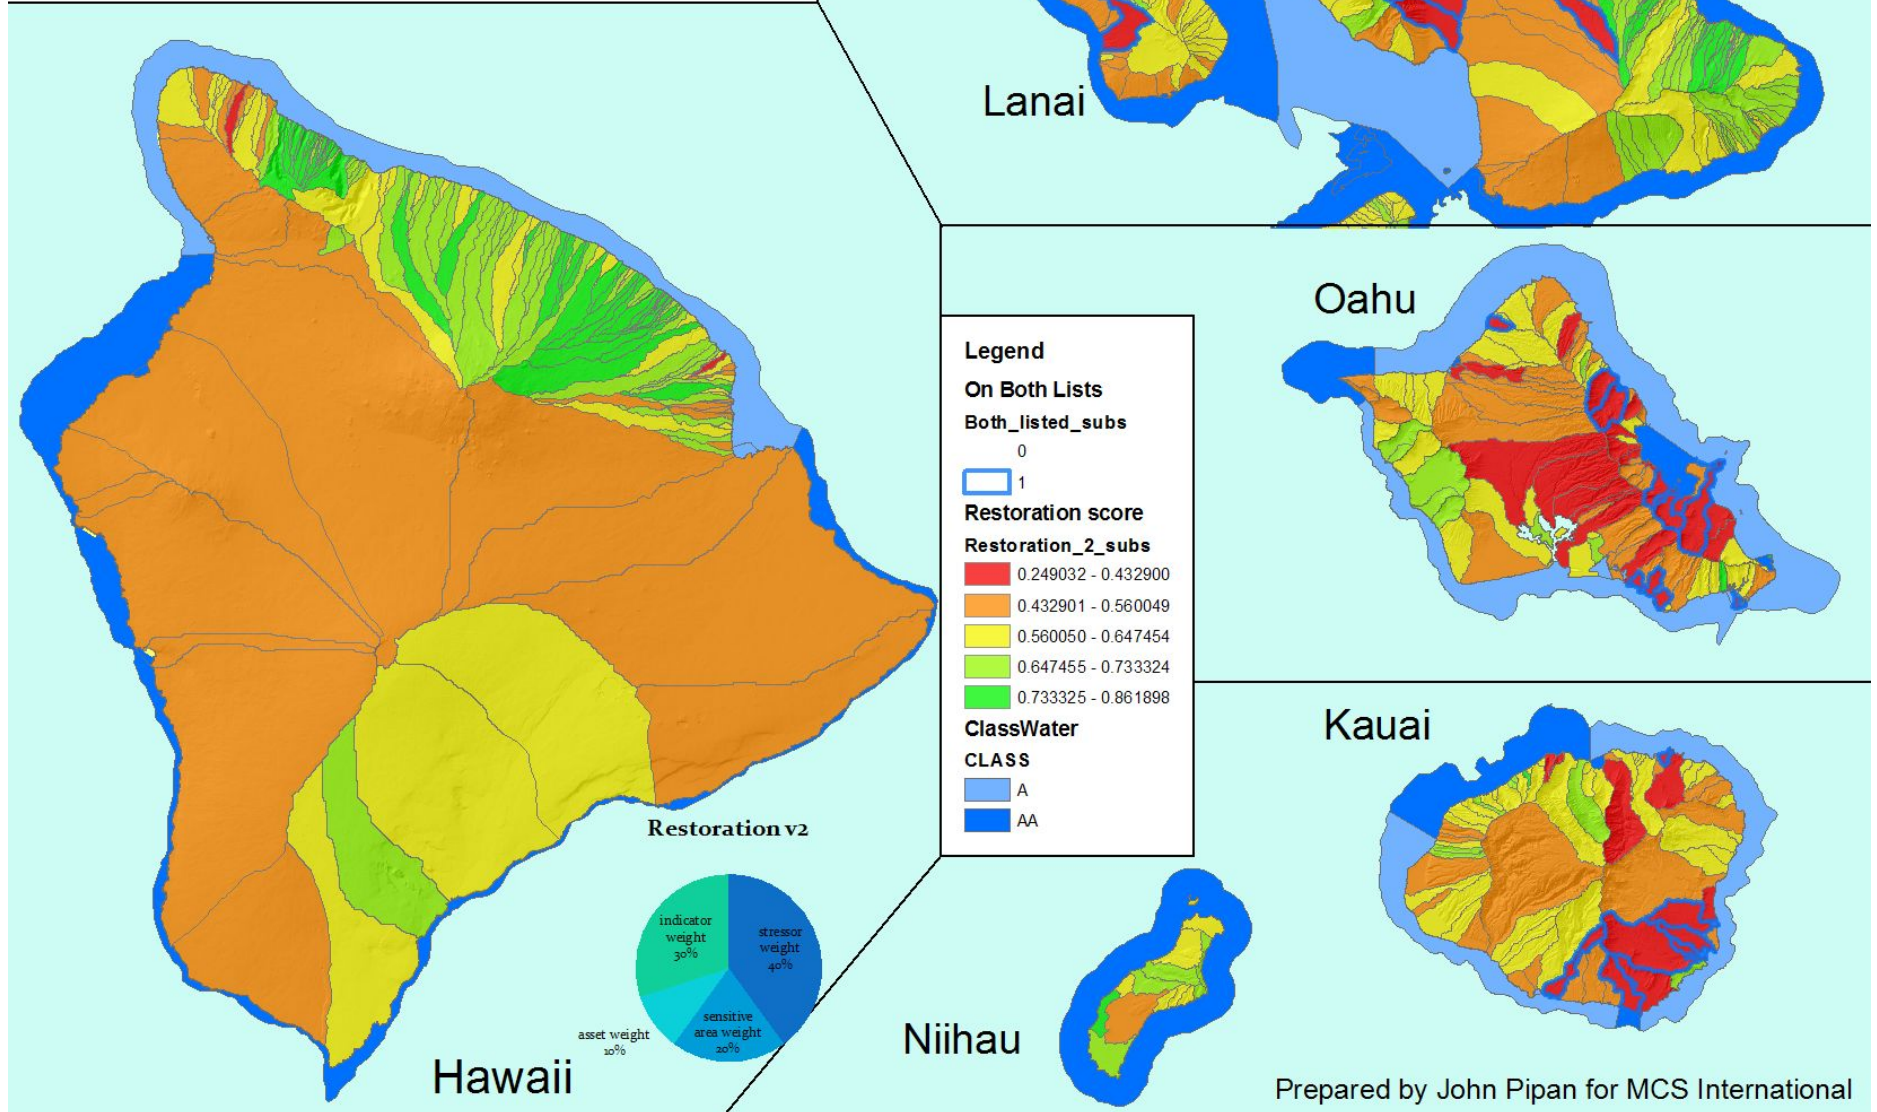 Lanai
Oahu
Legend
On Both Lists
Both_listed_subs
0
1
Restoration score
Restoration_2_subs
0.249032 - 0.432900
0.432901 - 0.560049
0.560050 - 0.647454
0.647455 - 0.733324
0.733325 - 0.861898
ClassWater
CLASS
A
AA
Kauai
Restoration v2
indicator
weight
30%
stressor
weight
40%
sensitive
area weight
20%
asset weight
10%
Hawaii
Niihau
Prepared by John Pipan for MCS International